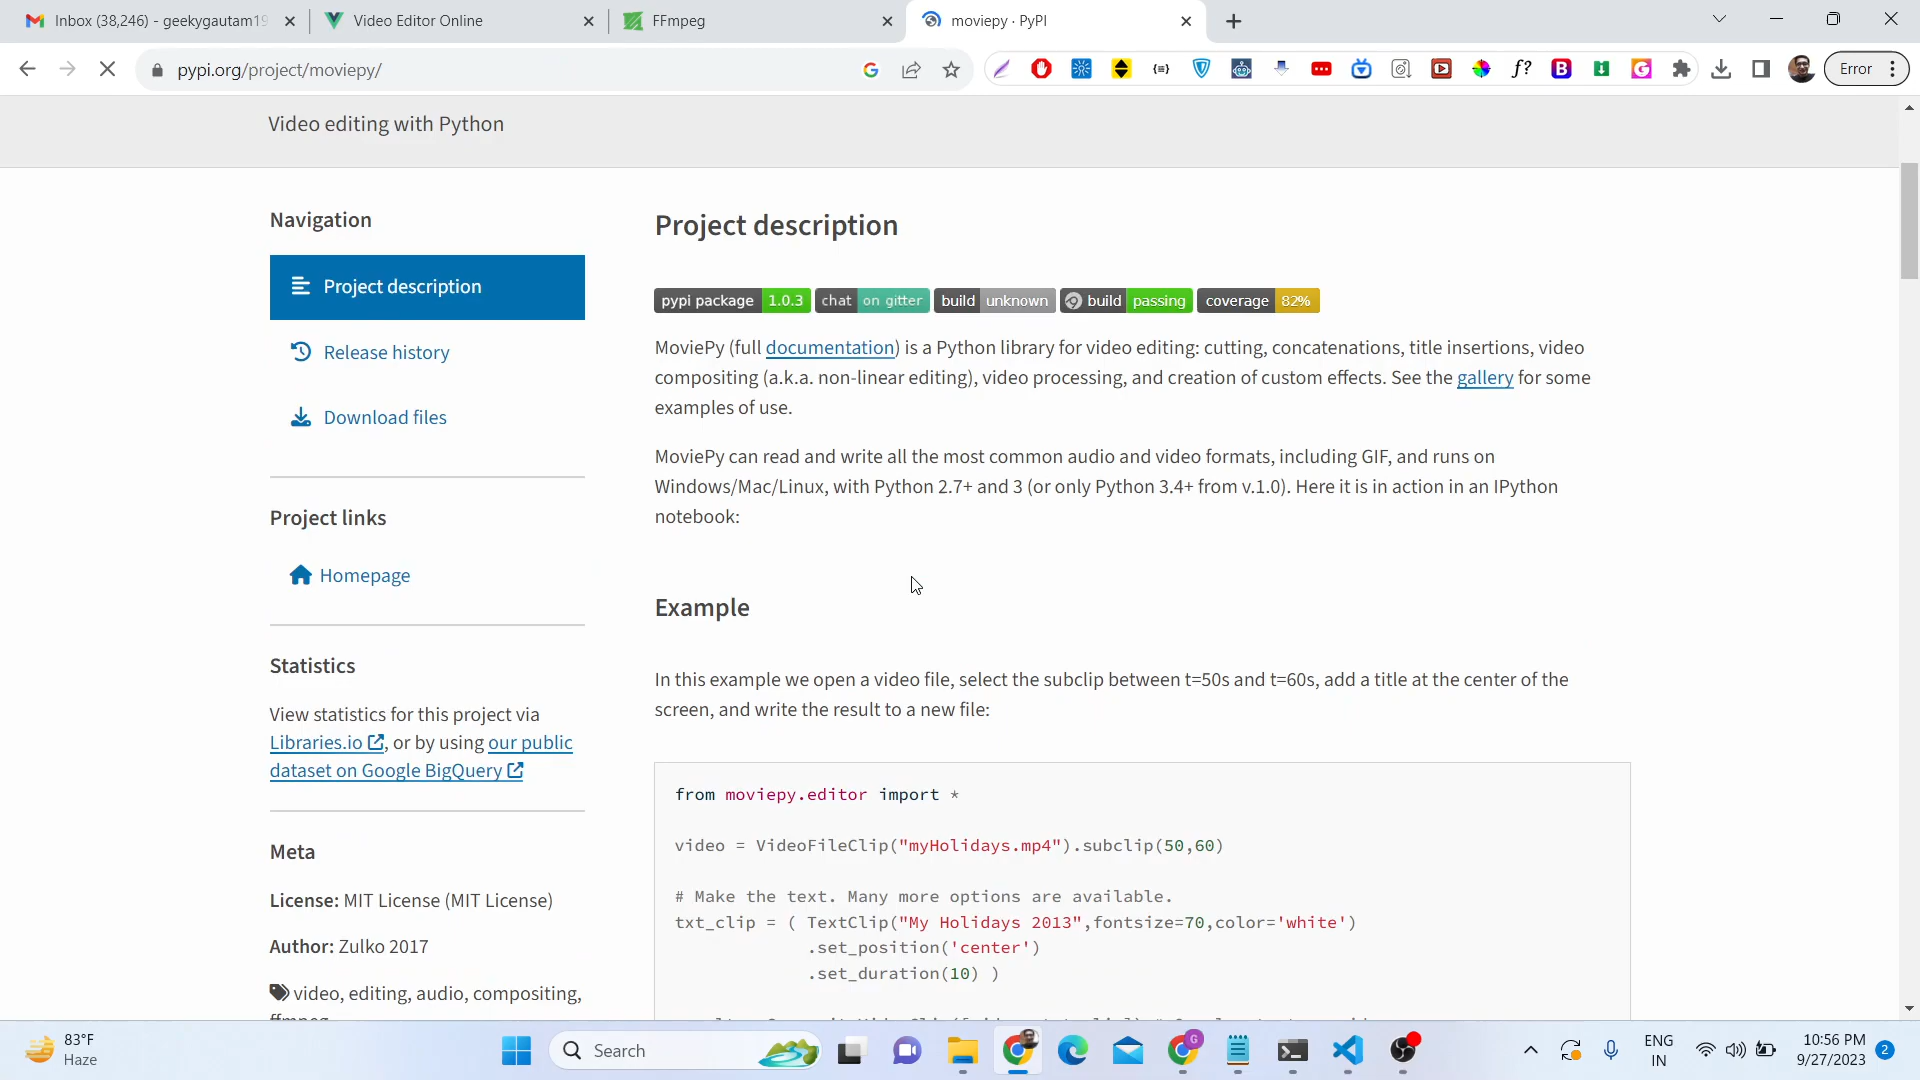 Inbox (38,246) - geekygautam19
Video Editor Online
FFmpeg
moviepy · PyPI
pypi.org/project/moviepy/
Error
Video editing with Python
Navigation
Project description
Release history
Download files
Project links
Homepage
Statistics
View statistics for this project via
Libraries.io, or by using our public
dataset on Google BigQuery
Meta
License: MIT License (MIT License)
Author: Zulko 2017
video, editing, audio, compositing,
ffmpeg
Project description
pypi package 1.0.3 chat on gitter build unknown build passing coverage 82%
MoviePy (full documentation) is a Python library for video editing: cutting, concatenations, title insertions, video
compositing (a.k.a. non-linear editing), video processing, and creation of custom effects. See the gallery for some
examples of use.
MoviePy can read and write all the most common audio and video formats, including GIF, and runs on
Windows/Mac/Linux, with Python 2.7+ and 3 (or only Python 3.4+ from v.1.0). Here it is in action in an IPython
notebook:
Example
In this example we open a video file, select the subclip between t=50s and t=60s, add a title at the center of the
screen, and write the result to a new file:
from moviepy.editor import *
video = VideoFileClip("myHolidays.mp4").subclip(50,60)
# Make the text. Many more options are available.
txt_clip = ( TextClip("My Holidays 2013",fontsize=70,color='white')
.set_position('center')
.set_duration(10) )
83°F
Haze
Search
ENG
IN
10:56 PM
9/27/2023
2